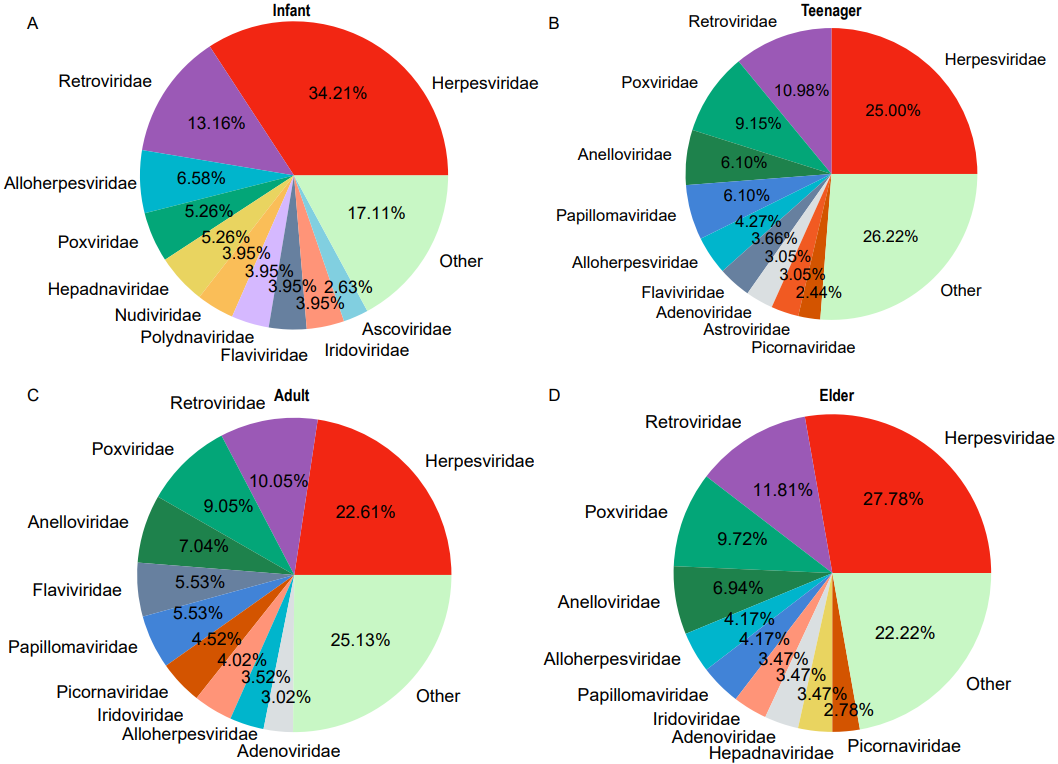 A
Infant
Herpesviridae
34.21%
Retroviridae
13.16%
Alloherpesviridae
6.58%
Poxviridae
5.26%
Hepadnaviridae
5.26%
Nudiviridae
3.95%
Polydnaviridae
3.95%
Flaviviridae
3.95%
Iridoviridae
3.95%
Ascoviridae
2.63%
Other
17.11%
B
Teenager
Herpesviridae
25.00%
Retroviridae
10.98%
Poxviridae
9.15%
Anelloviridae
6.10%
Papillomaviridae
6.10%
Alloherpesviridae
4.27%
Flaviviridae
3.66%
Adenoviridae
3.05%
Astroviridae
3.05%
Picornaviridae
2.44%
Other
26.22%
C
Adult
Herpesviridae
22.61%
Retroviridae
10.05%
Poxviridae
9.05%
Anelloviridae
7.04%
Flaviviridae
5.53%
Papillomaviridae
5.53%
Picornaviridae
4.52%
Iridoviridae
4.02%
Alloherpesviridae
3.52%
Adenoviridae
3.02%
Other
25.13%
D
Elder
Herpesviridae
27.78%
Retroviridae
11.81%
Poxviridae
9.72%
Anelloviridae
6.94%
Alloherpesviridae
4.17%
Papillomaviridae
4.17%
Iridoviridae
3.47%
Adenoviridae
3.47%
Hepadnaviridae
3.47%
Picornaviridae
2.78%
Other
22.22%